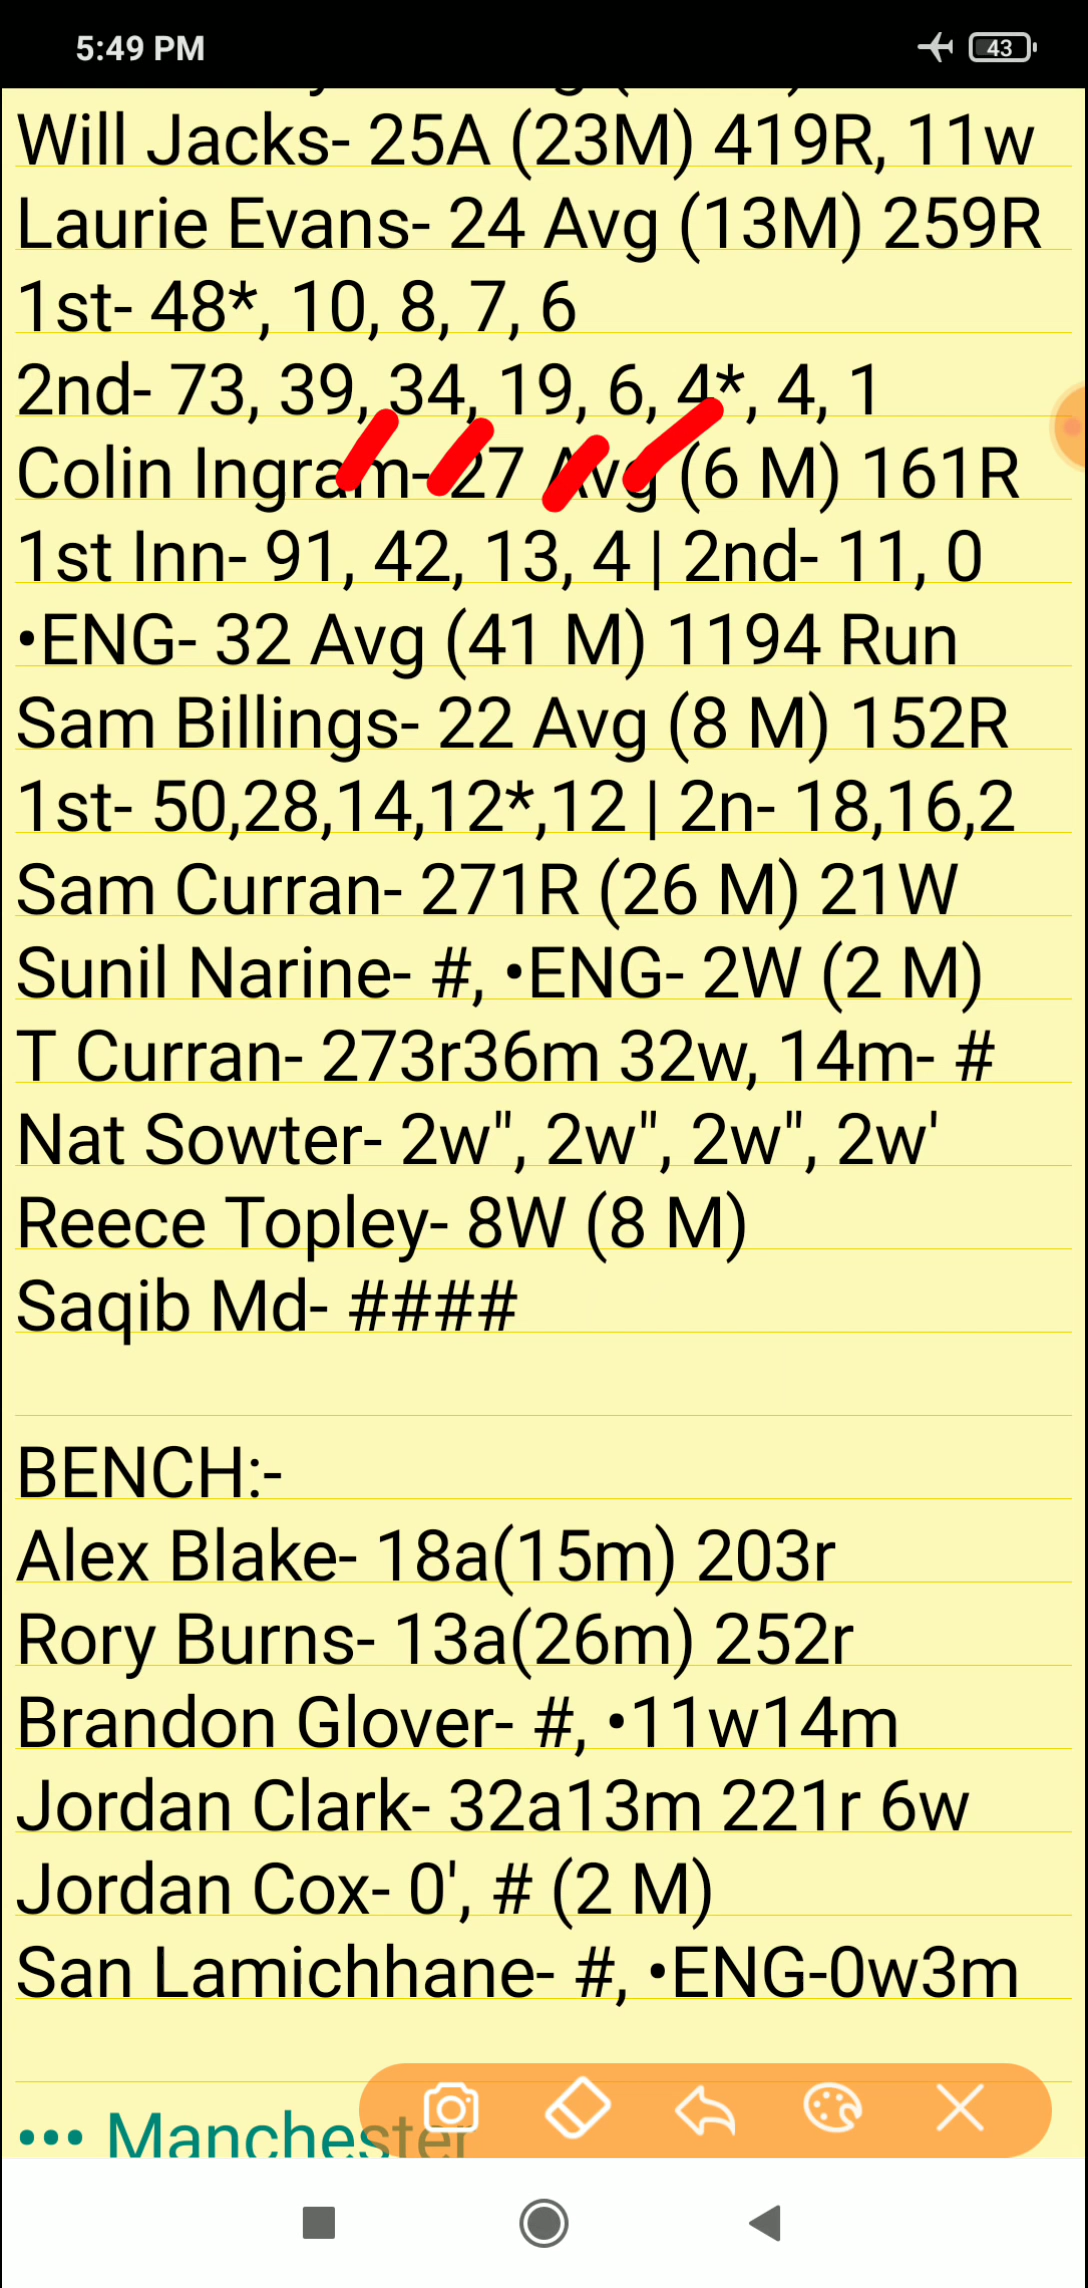 5:49 PM 43
Will Jacks- 25A (23M) 419R, 11w
Laurie Evans- 24 Avg (13M) 259R
1st- 48*, 10, 8, 7, 6
2nd- 73, 39, 34, 19, 6, 4*, 4, 1
Colin Ingram- 27 Avg (6 M) 161R
1st Inn- 91, 42, 13, 4 | 2nd- 11, 0
•ENG- 32 Avg (41 M) 1194 Run
Sam Billings- 22 Avg (8 M) 152R
1st- 50,28,14,12*,12 | 2n- 18,16,2
Sam Curran- 271R (26 M) 21W
Sunil Narine- #, •ENG- 2W (2 M)
T Curran- 273r36m 32w, 14m- #
Nat Sowter- 2w", 2w", 2w", 2w'
Reece Topley- 8W (8 M)
Saqib Md- ####
BENCH:-
Alex Blake- 18a(15m) 203r
Rory Burns- 13a(26m) 252r
Brandon Glover- #, •11w14m
Jordan Clark- 32a13m 221r 6w
Jordan Cox- 0', # (2 M)
San Lamichhane- #, •ENG-0w3m
••• Manchester